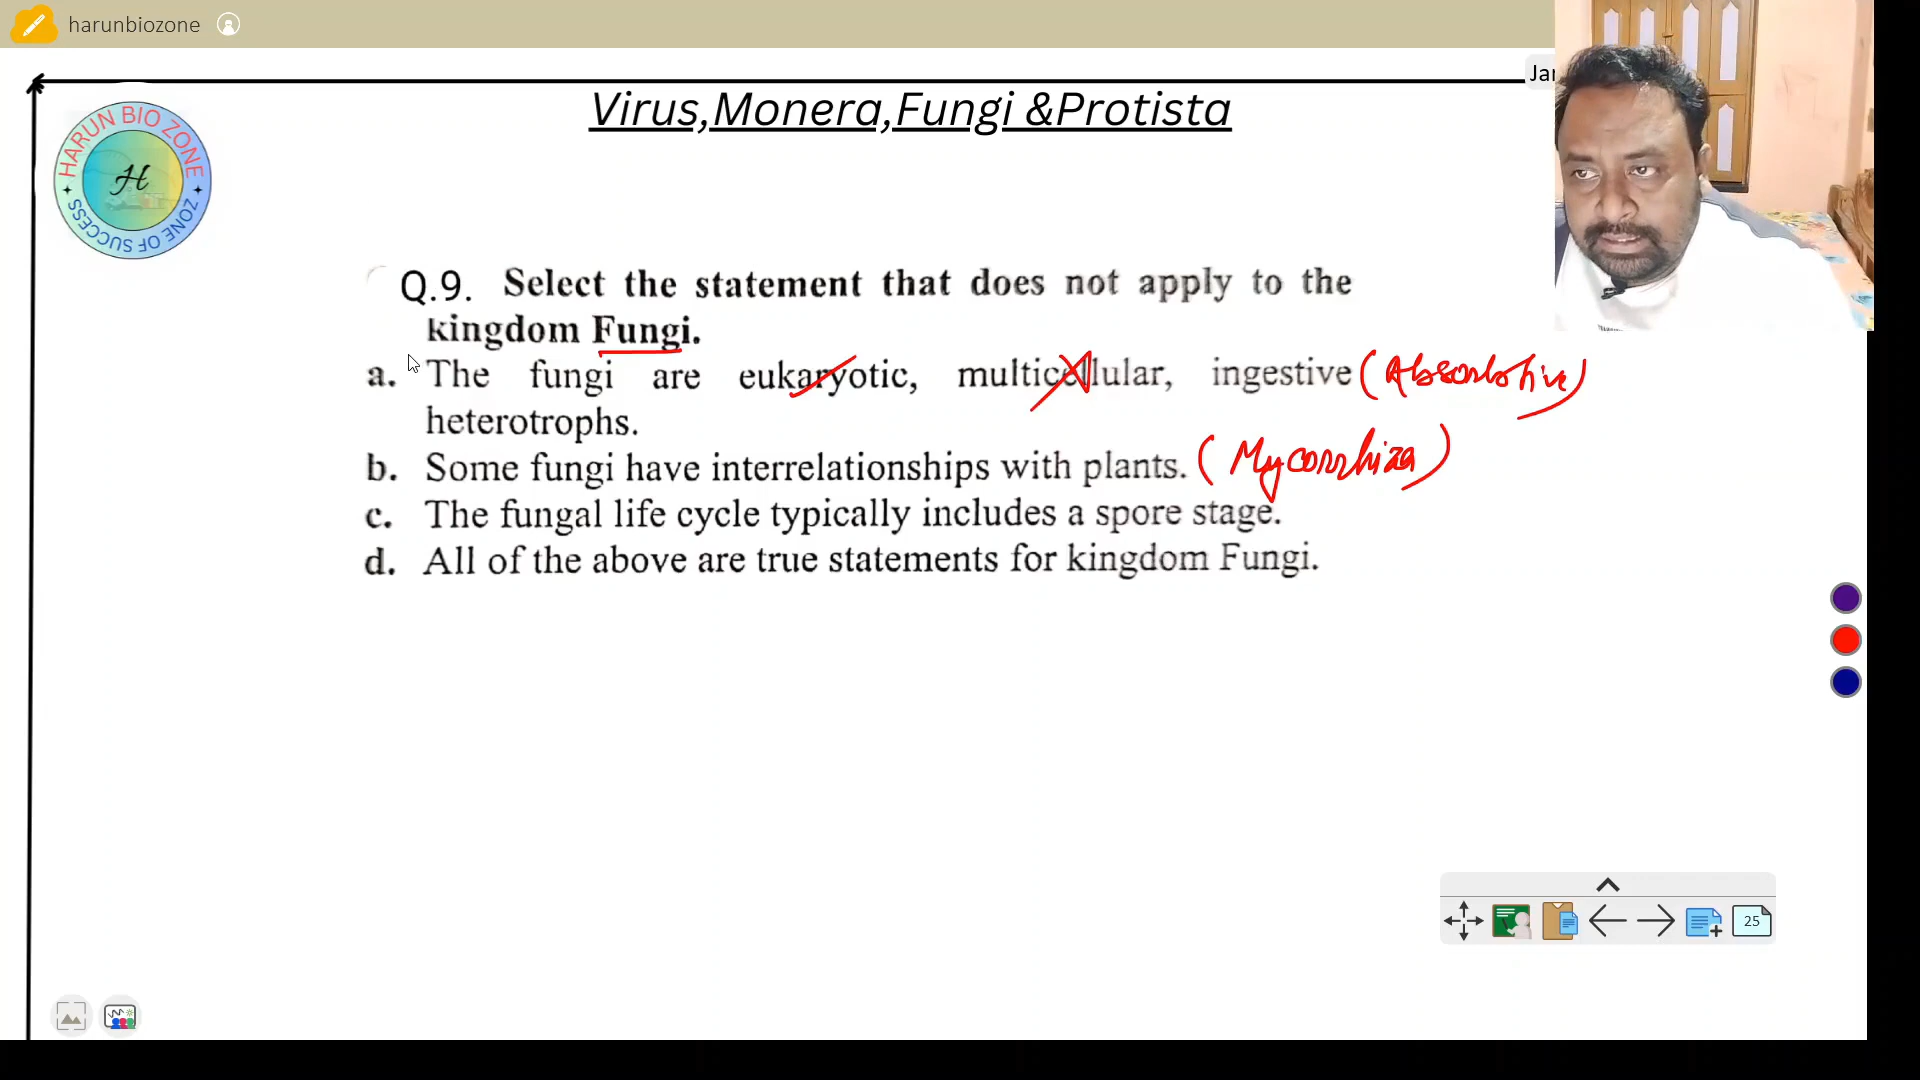 harunbiozone
Jan
Virus,Monera,Fungi &Protista
HARUN BIO ZONE
H
ZONE OF SUCCESS
Q.9. Select the statement that does not apply to the
kingdom Fungi.
a. The fungi are eukaryotic, multicellular, ingestive (Absorbotive)
heterotrophs.
b. Some fungi have interrelationships with plants. (Mycorrhiza)
c. The fungal life cycle typically includes a spore stage.
d. All of the above are true statements for kingdom Fungi.
25